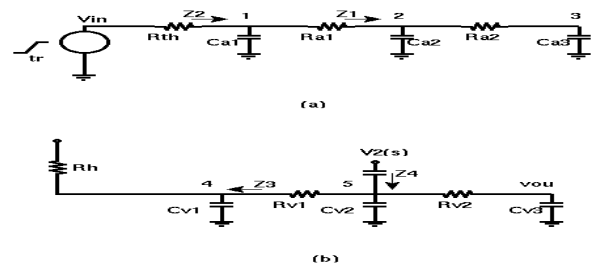 Vin Z2 1 Z1 2 3
Rth Ca1 Ra1 Ca2 Ra2 Ca3
tr
(a)
V2(s)
Rh
4 Z3 5 Z4 vou
Cv1 Rv1 Cv2 Rv2 Cv3
(b)